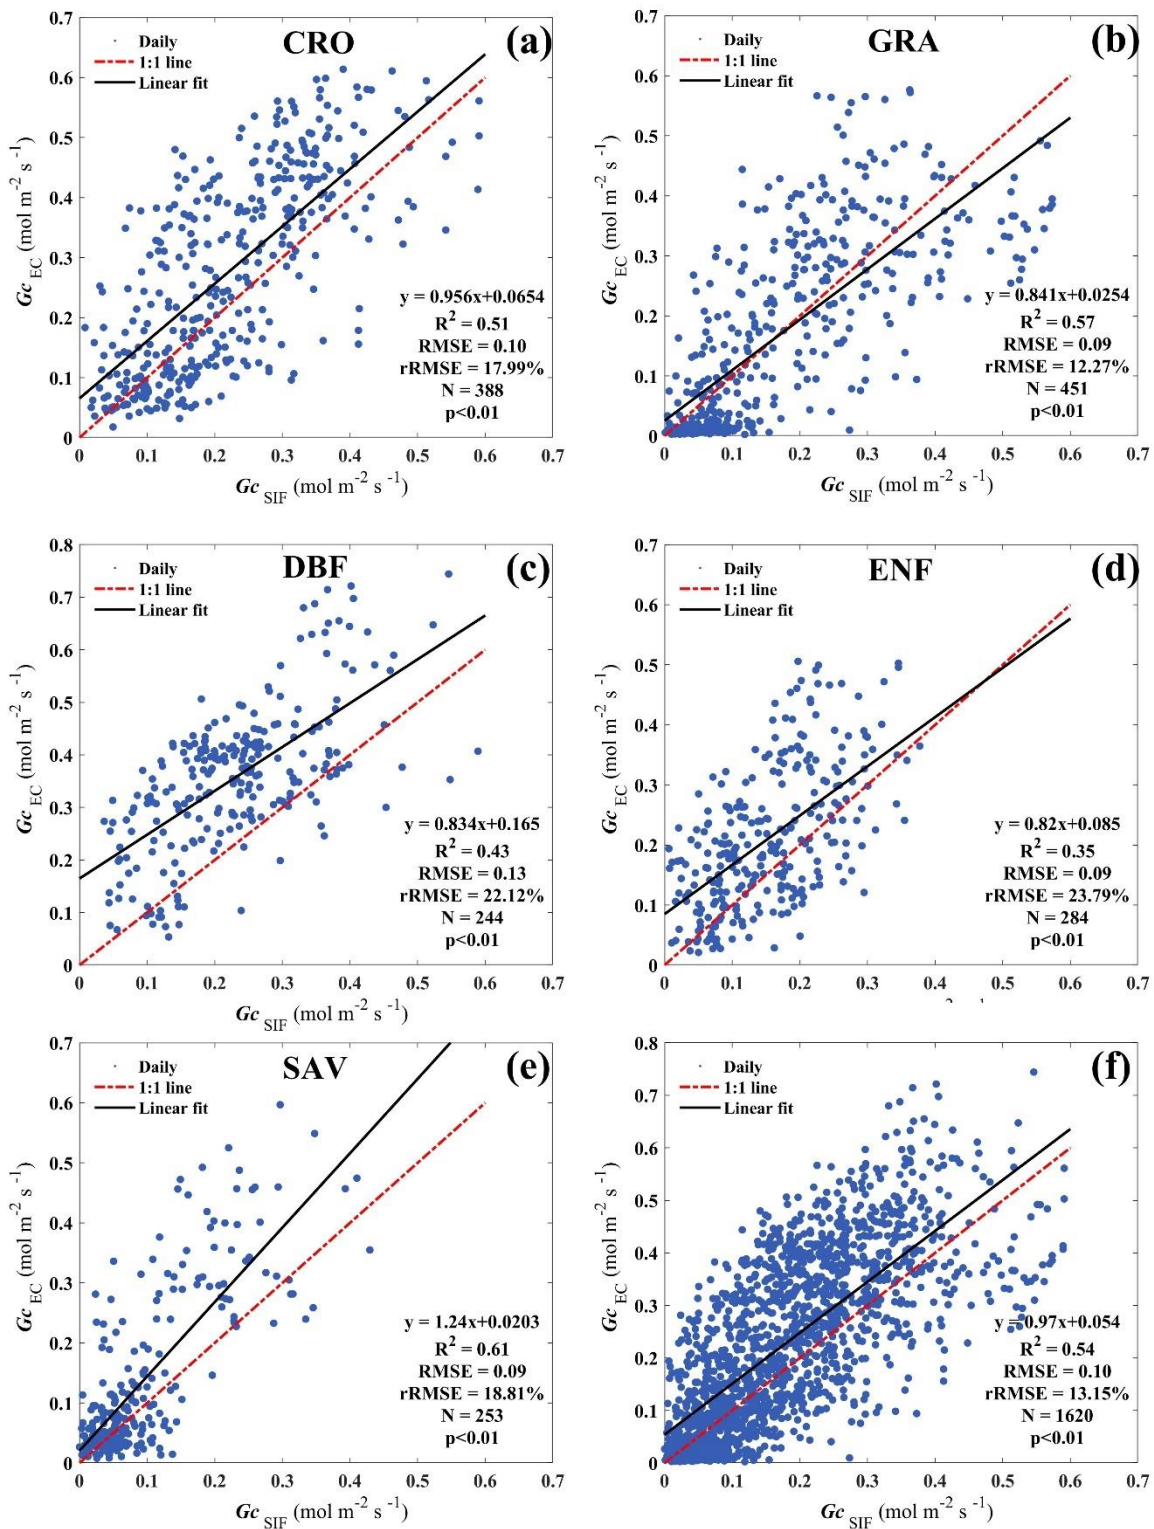 CRO
(a)
Daily
1:1 line
Linear fit
0.7
0.6
0.5
0.4
0.3
0.2
0.1
0
Gc EC (mol m-2 s -1)
y = 0.956x+0.0654
R2 = 0.51
RMSE = 0.10
rRMSE = 17.99%
N = 388
p<0.01
0 0.1 0.2 0.3 0.4 0.5 0.6 0.7
Gc SIF (mol m-2 s -1)
GRA
(b)
Daily
1:1 line
Linear fit
0.7
0.6
0.5
0.4
0.3
0.2
0.1
0
Gc EC (mol m-2 s -1)
y = 0.841x+0.0254
R2 = 0.57
RMSE = 0.09
rRMSE = 12.27%
N = 451
p<0.01
0 0.1 0.2 0.3 0.4 0.5 0.6 0.7
Gc SIF (mol m-2 s -1)
DBF
(c)
Daily
1:1 line
Linear fit
0.8
0.7
0.6
0.5
0.4
0.3
0.2
0.1
0
Gc EC (mol m-2 s -1)
y = 0.834x+0.165
R2 = 0.43
RMSE = 0.13
rRMSE = 22.12%
N = 244
p<0.01
0 0.1 0.2 0.3 0.4 0.5 0.6 0.7
Gc SIF (mol m-2 s -1)
ENF
(d)
Daily
1:1 line
Linear fit
0.7
0.6
0.5
0.4
0.3
0.2
0.1
0
Gc EC (mol m-2 s -1)
y = 0.82x+0.085
R2 = 0.35
RMSE = 0.09
rRMSE = 23.79%
N = 284
p<0.01
0 0.1 0.2 0.3 0.4 0.5 0.6 0.7
SAV
(e)
Daily
1:1 line
Linear fit
0.7
0.6
0.5
0.4
0.3
0.2
0.1
0
Gc EC (mol m-2 s -1)
y = 1.24x+0.0203
R2 = 0.61
RMSE = 0.09
rRMSE = 18.81%
N = 253
p<0.01
0 0.1 0.2 0.3 0.4 0.5 0.6 0.7
Gc SIF (mol m-2 s -1)
(f)
Daily
1:1 line
Linear fit
0.8
0.7
0.6
0.5
0.4
0.3
0.2
0.1
0
Gc EC (mol m-2 s -1)
y = 0.97x+0.054
R2 = 0.54
RMSE = 0.10
rRMSE = 13.15%
N = 1620
p<0.01
0 0.1 0.2 0.3 0.4 0.5 0.6 0.7
Gc SIF (mol m-2 s -1)